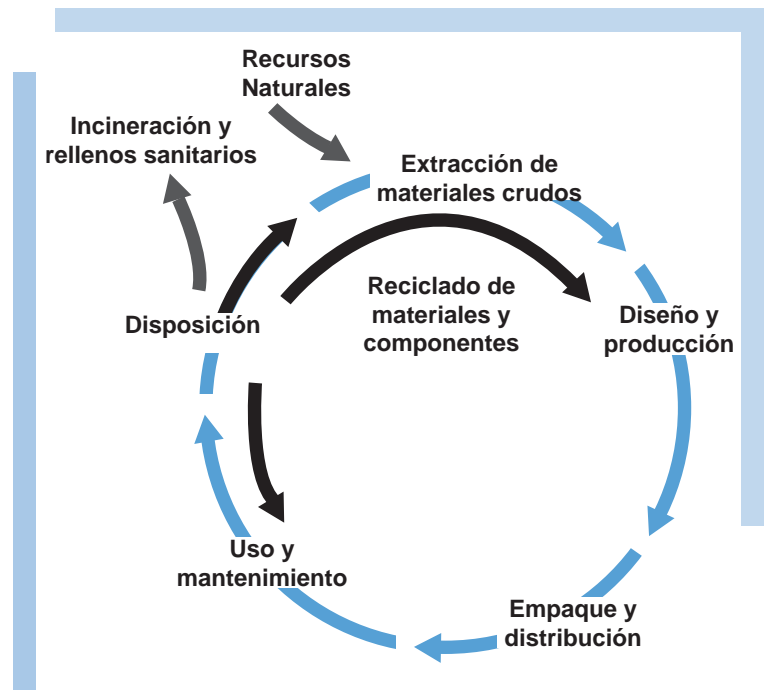 Recursos
Naturales
Incineración y
rellenos sanitarios
Extracción de
materiales crudos
Reciclado de
materiales y
componentes
Disposición
Diseño y
producción
Uso y
mantenimiento
Empaque y
distribución